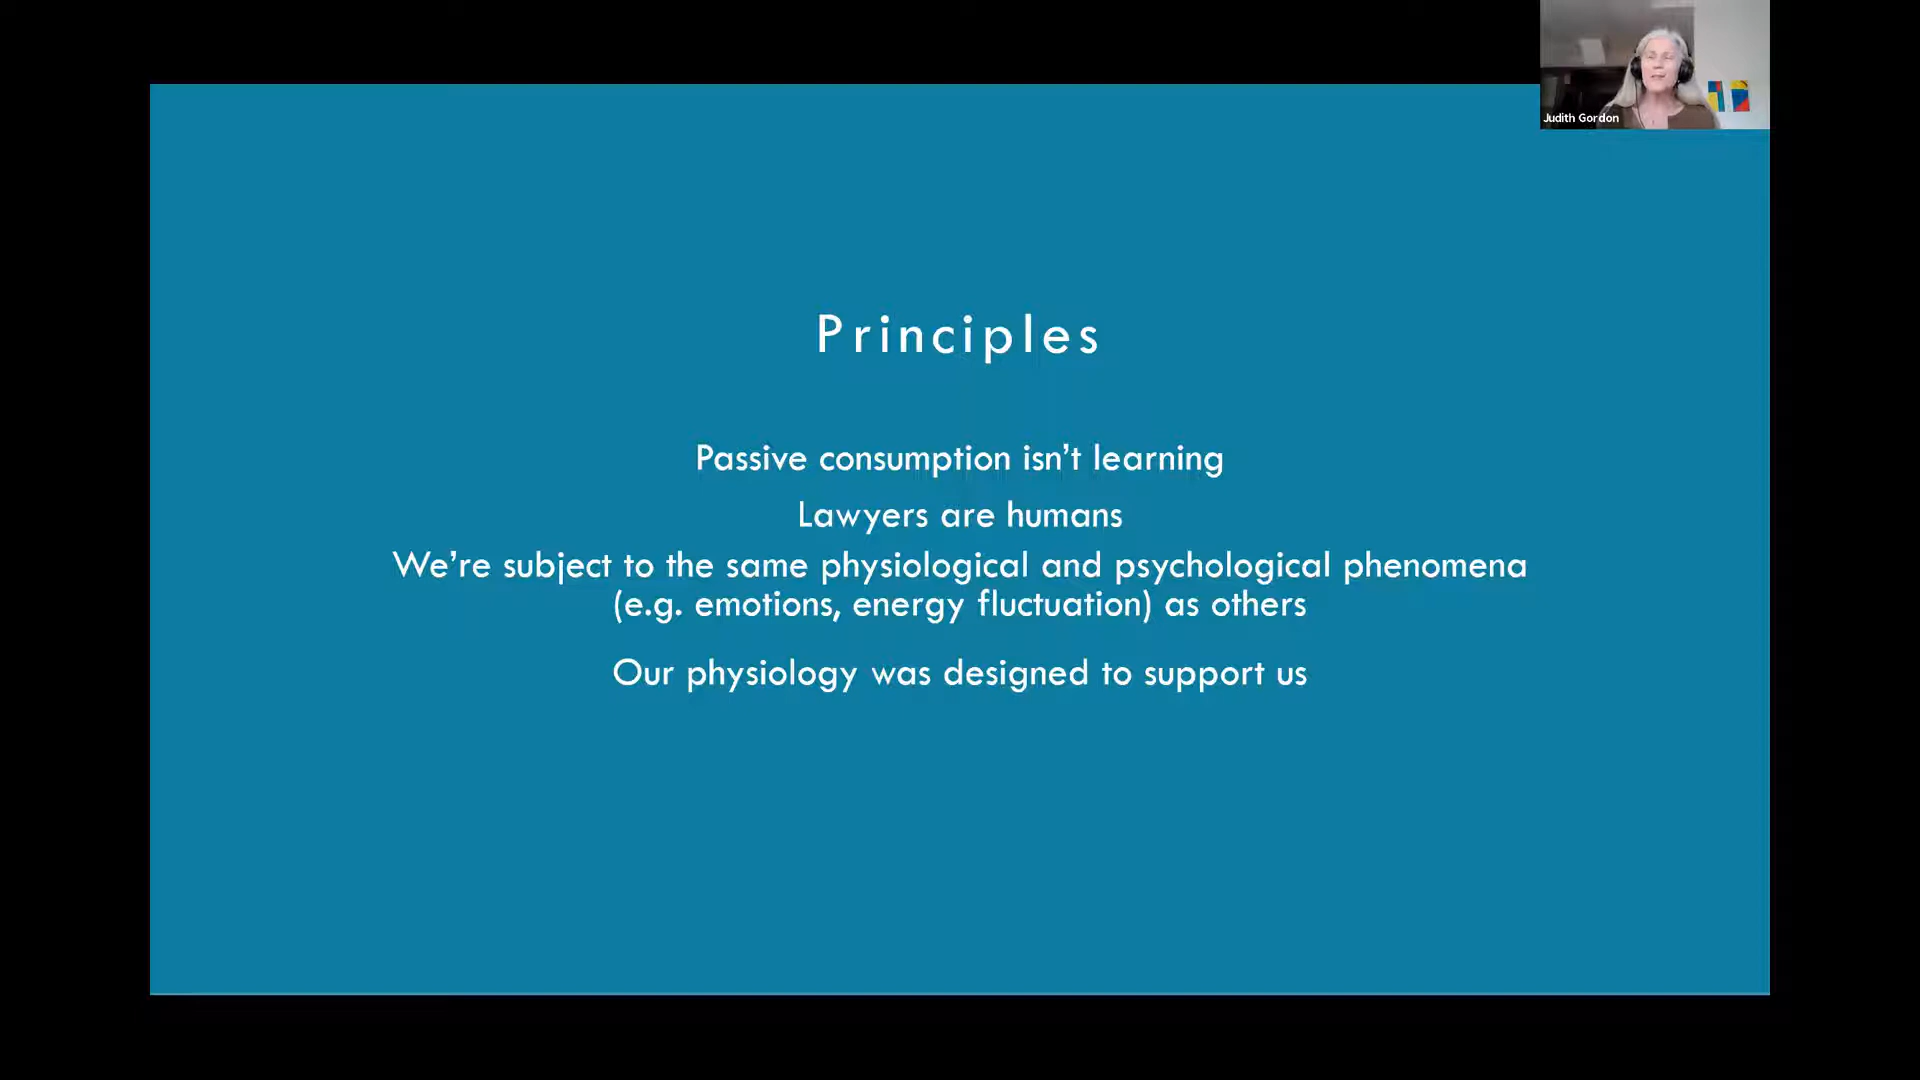 Judith Gordon
Principles
Passive consumption isn’t learning
Lawyers are humans
We’re subject to the same physiological and psychological phenomena
(e.g. emotions, energy fluctuation) as others
Our physiology was designed to support us